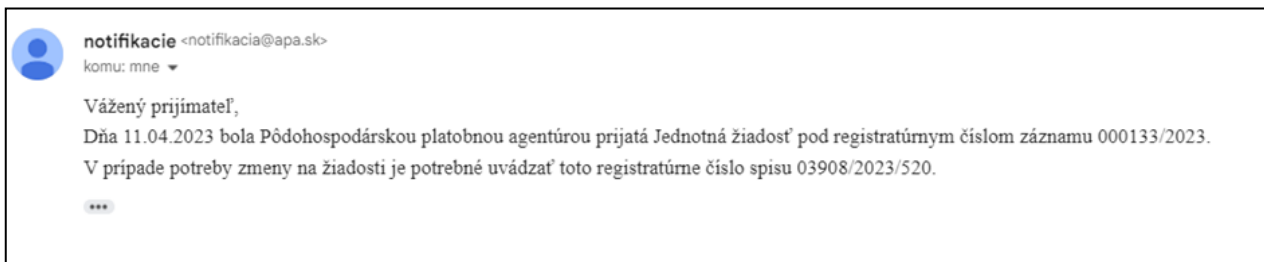 notifikacie <notifikacia@apa.sk>
komu: mne
Vážený prijímateľ,
Dňa 11.04.2023 bola Pôdohospodárskou platobnou agentúrou prijatá Jednotná žiadosť pod registratúrnym číslom záznamu 000133/2023.
V prípade potreby zmeny na žiadosti je potrebné uvádzať toto registratúrne číslo spisu 03908/2023/520.